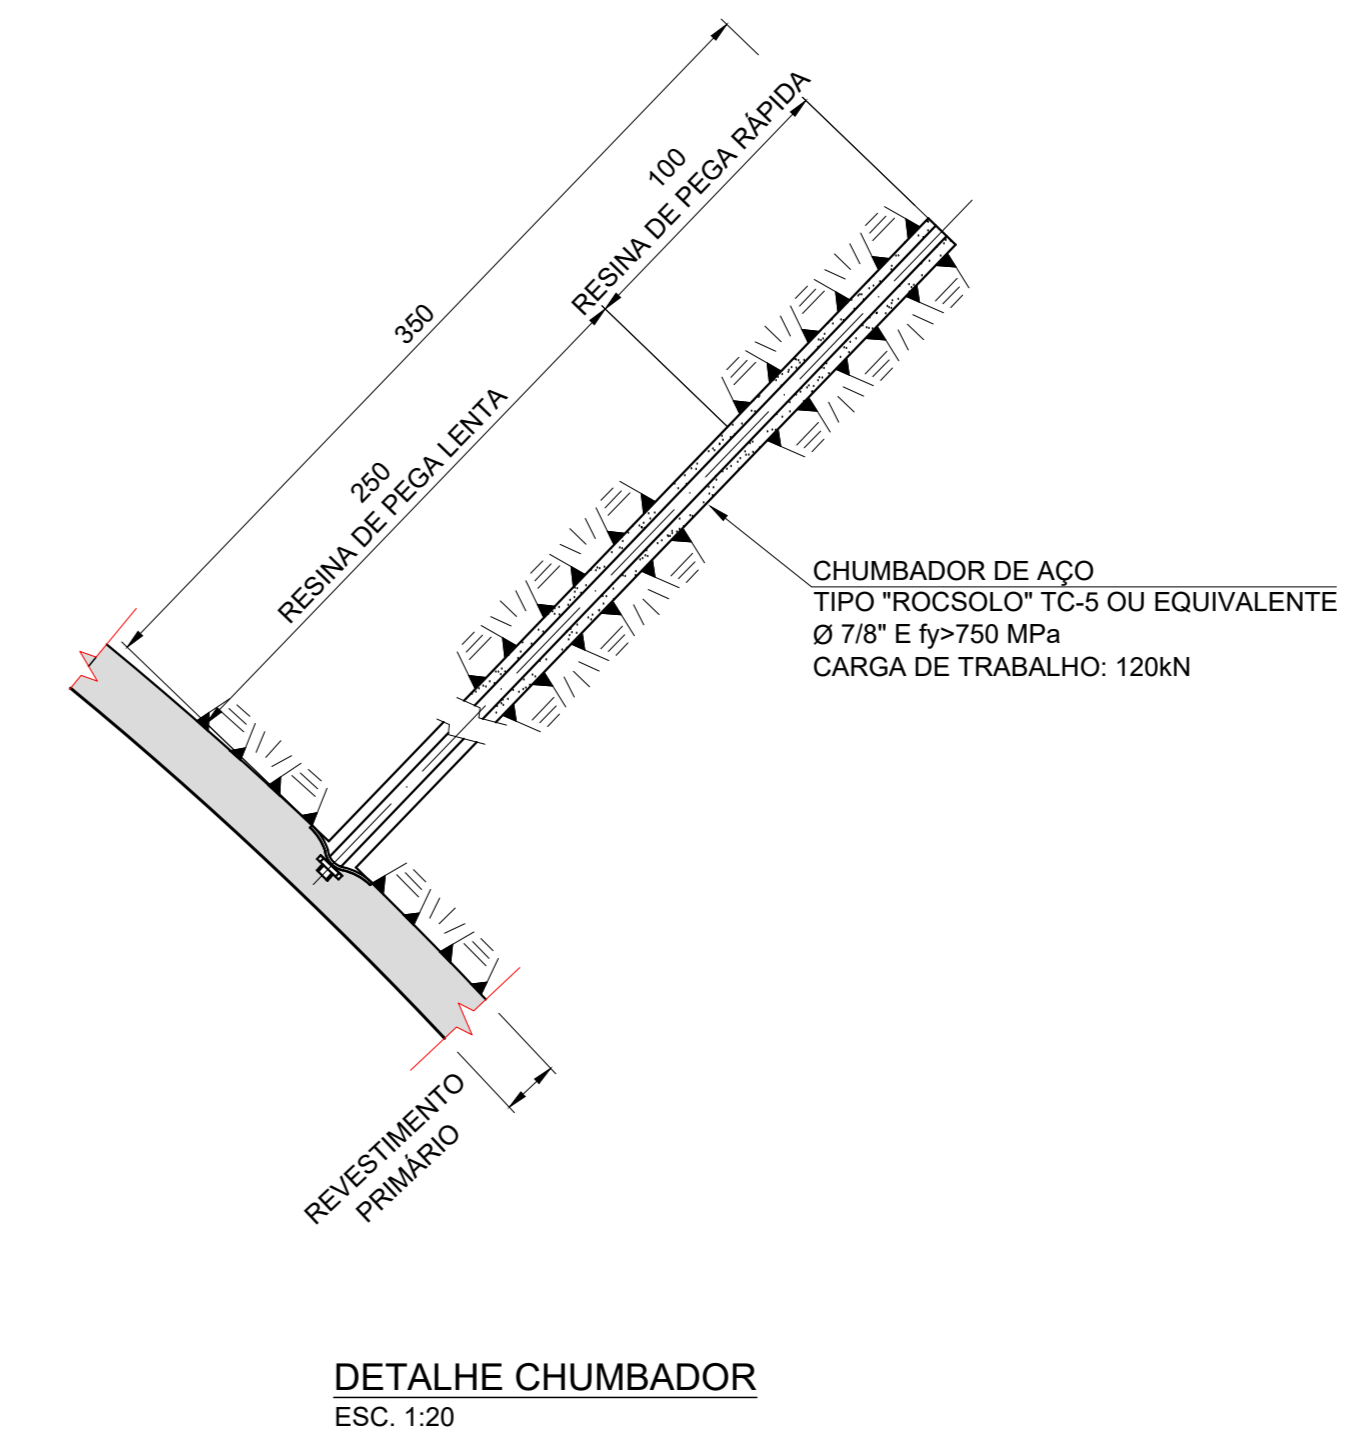 350
100
RESINA DE PEGA RÁPIDA
250
RESINA DE PEGA LENTA
CHUMBADOR DE AÇO
TIPO "ROCSOLO" TC-5 OU EQUIVALENTE
Ø 7/8" E fy>750 MPa
CARGA DE TRABALHO: 120kN
REVESTIMENTO
PRIMÁRIO
DETALHE CHUMBADOR
ESC. 1:20